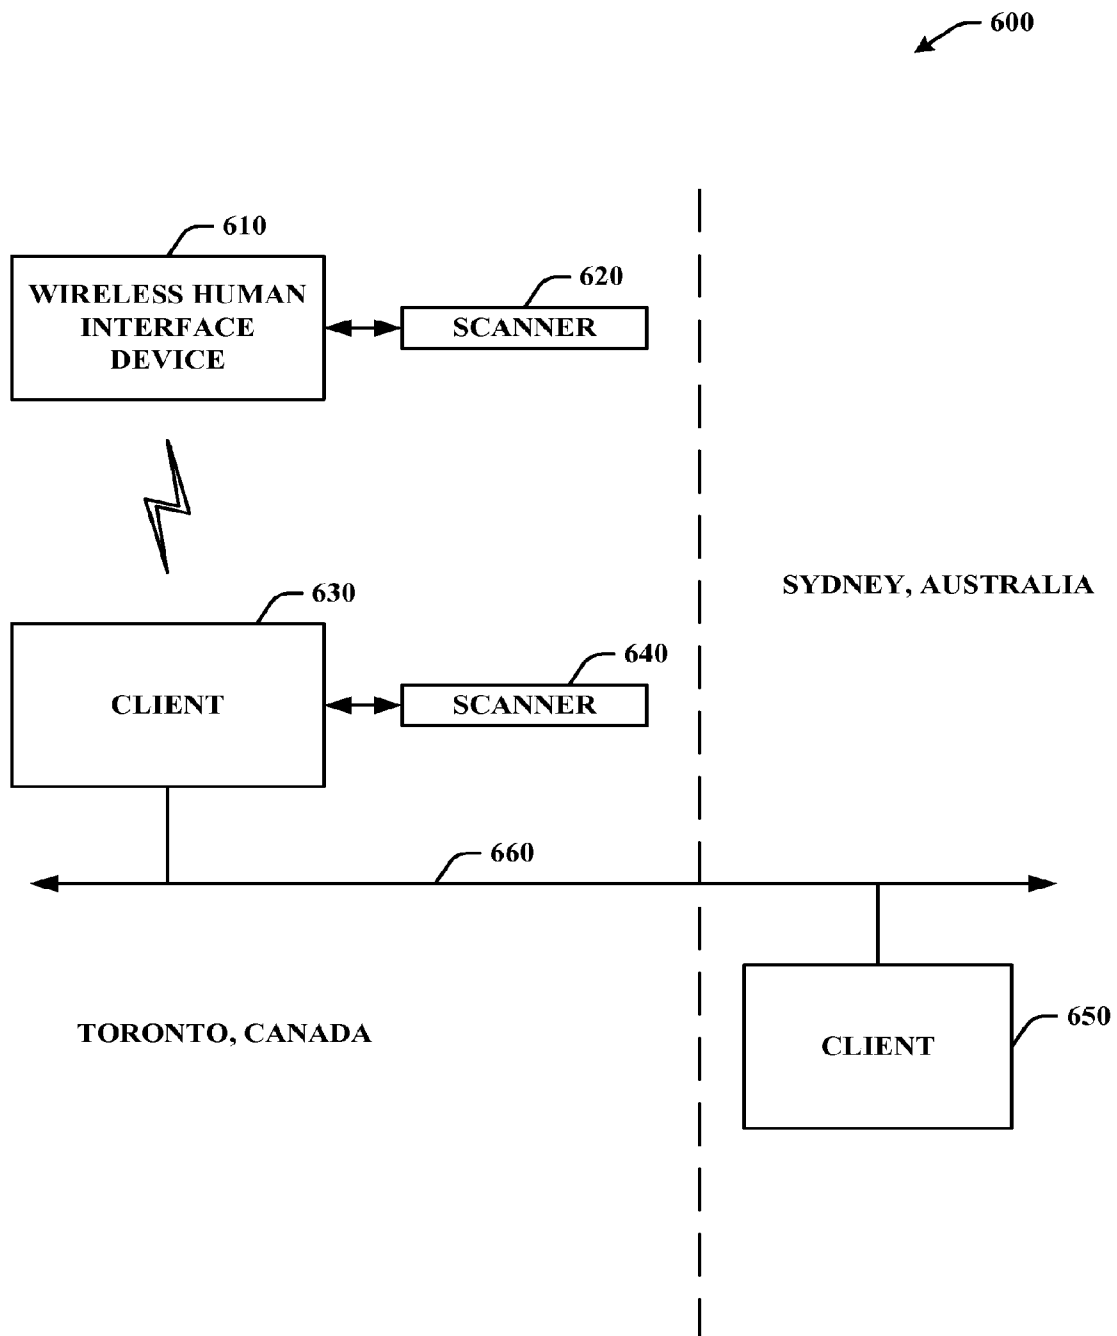 600
610
WIRELESS HUMAN
INTERFACE
DEVICE
620
SCANNER
SYDNEY, AUSTRALIA
630
CLIENT
640
SCANNER
660
TORONTO, CANADA
650
CLIENT